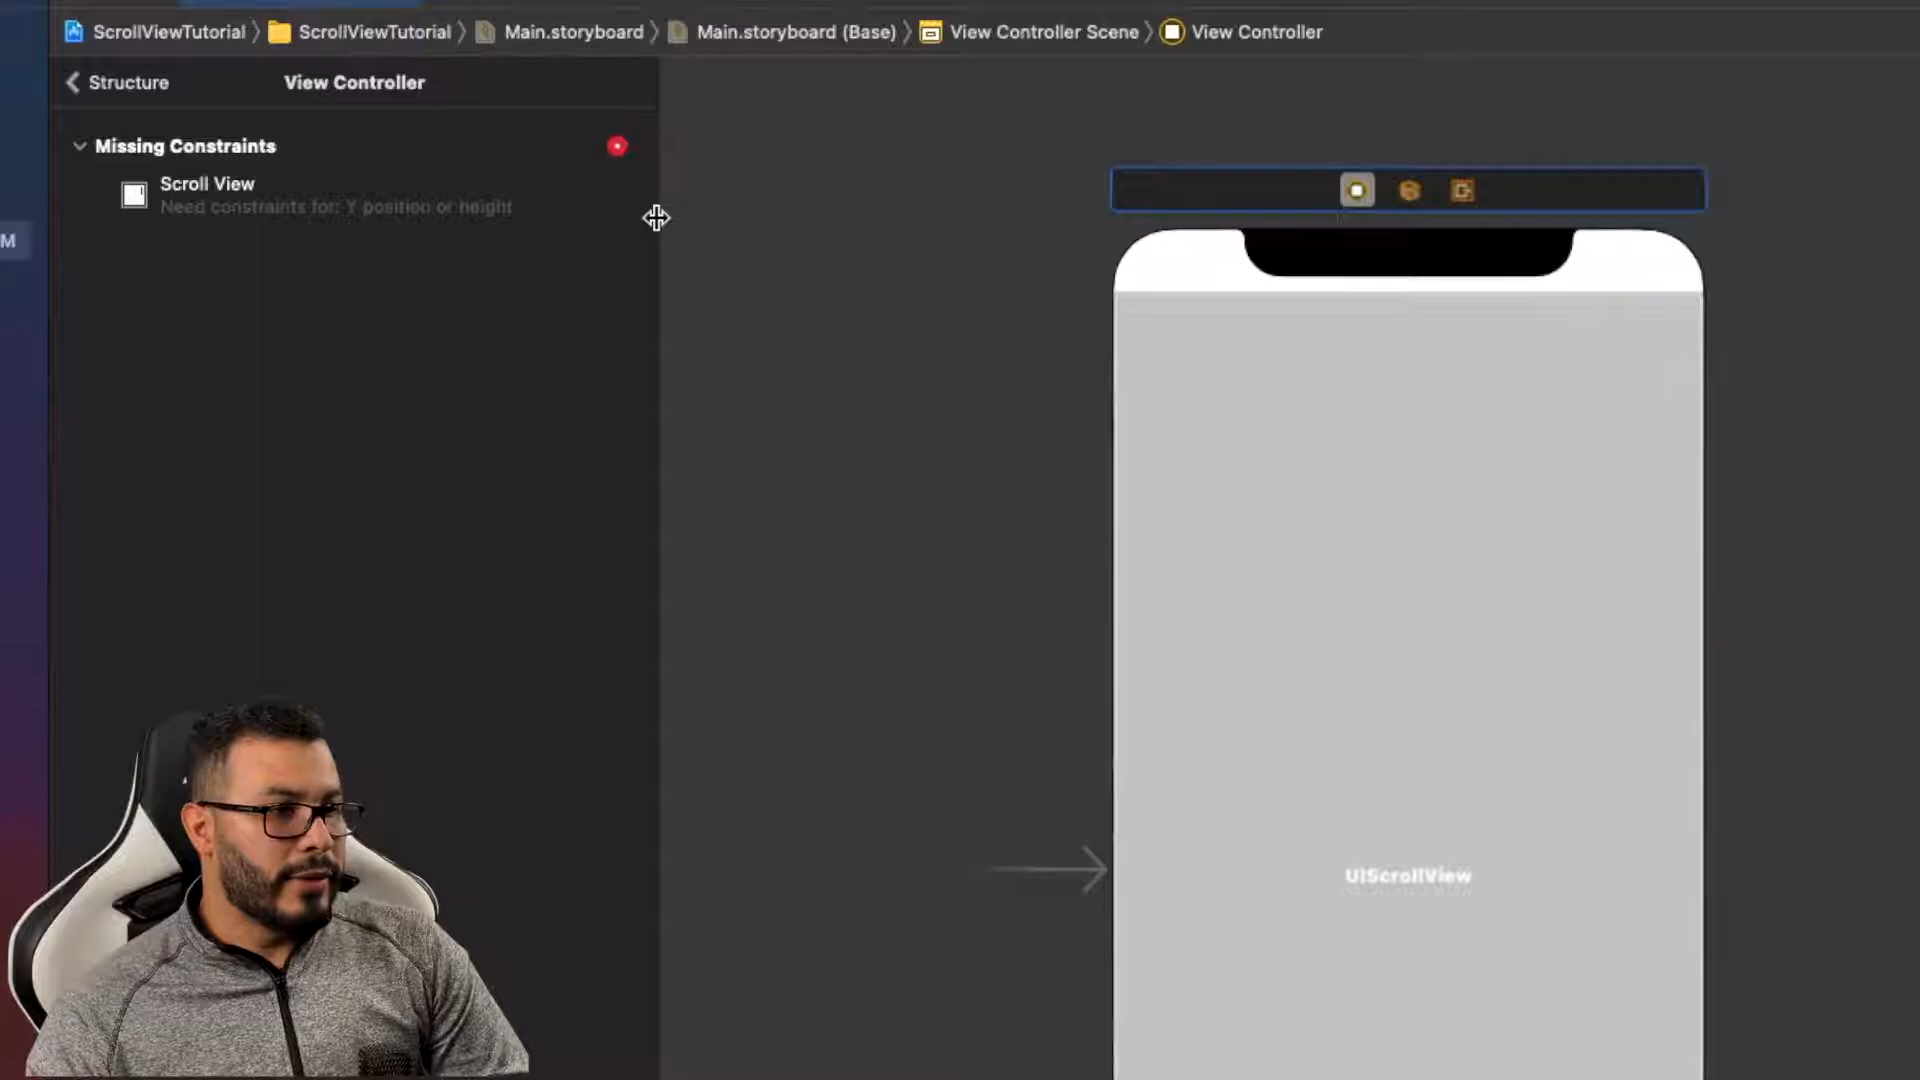 ScrollViewTutorial 〉 ScrollViewTutorial 〉 Main.storyboard 〉 Main.storyboard (Base) 〉 View Controller Scene 〉 View Controller
Structure View Controller
Missing Constraints
Scroll View
Need constraints for: Y position or height
M
UIScrollView